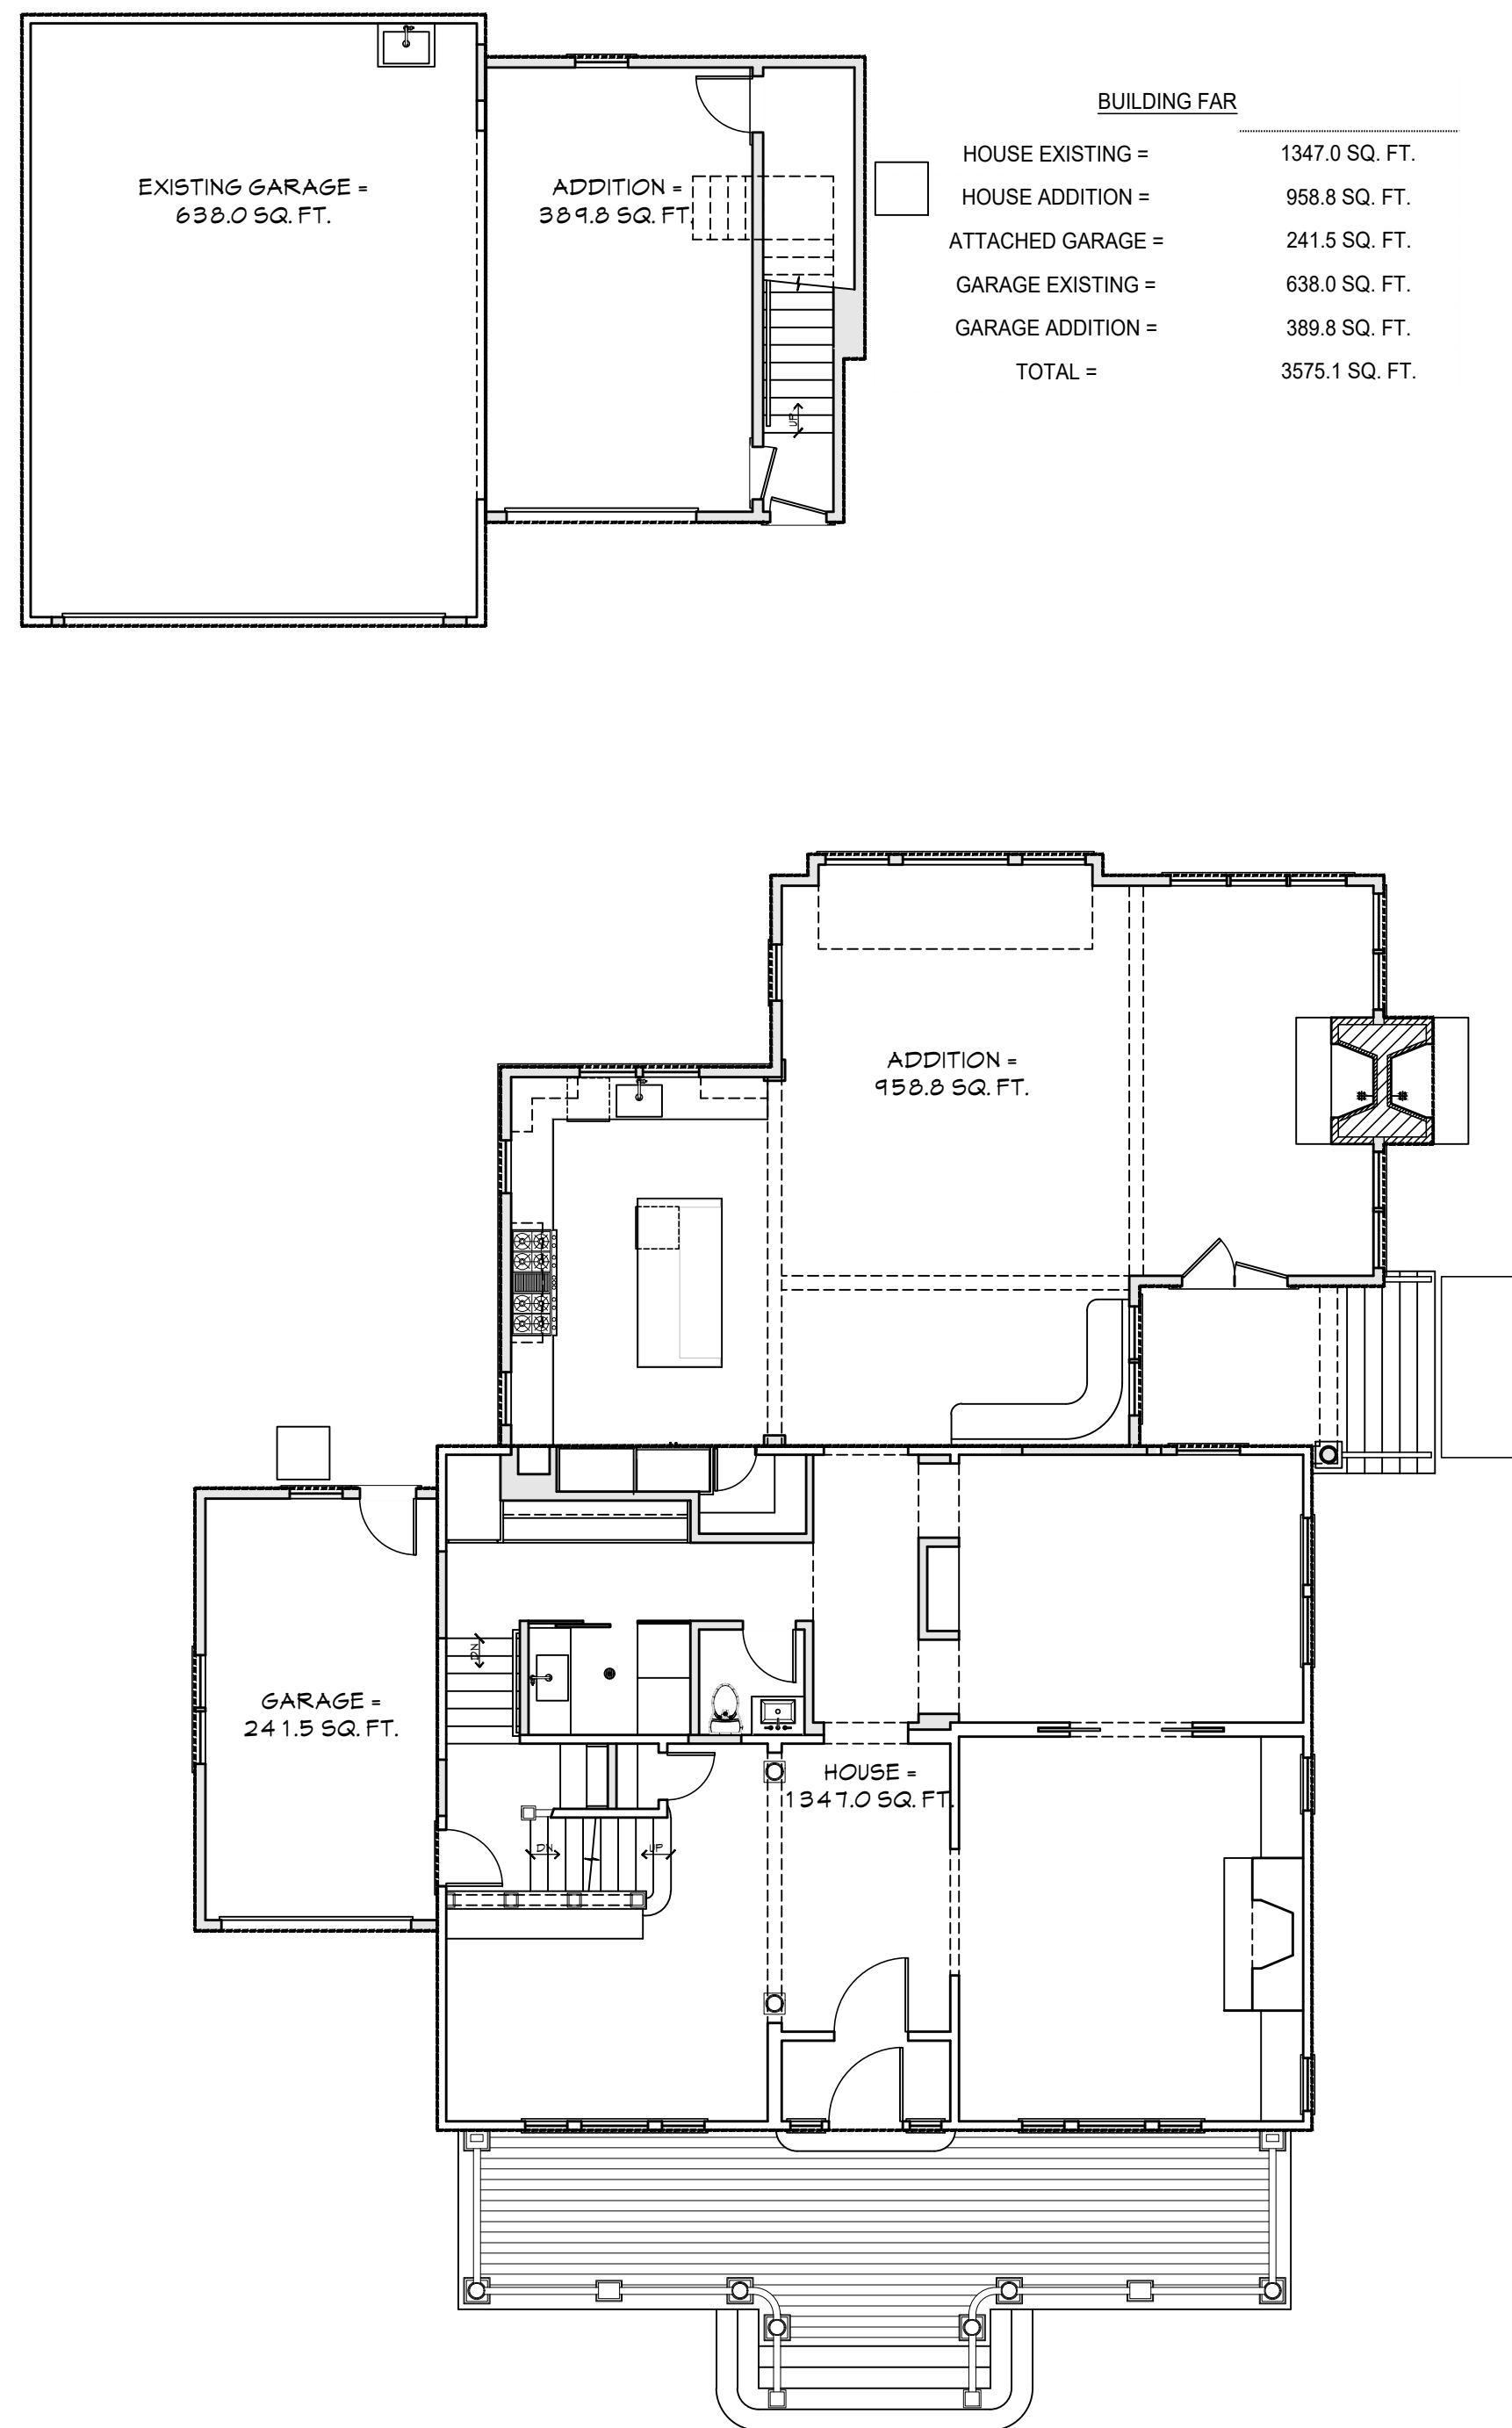 BUILDING FAR
HOUSE EXISTING = 1347.0 SQ. FT.
HOUSE ADDITION = 958.8 SQ. FT.
ATTACHED GARAGE = 241.5 SQ. FT.
GARAGE EXISTING = 638.0 SQ. FT.
GARAGE ADDITION = 389.8 SQ. FT.
TOTAL = 3575.1 SQ. FT.
EXISTING GARAGE =
638.0 SQ. FT.
ADDITION =
389.8 SQ. FT.
UP
ADDITION =
958.8 SQ. FT.
DN
GARAGE =
241.5 SQ. FT.
HOUSE =
1347.0 SQ. FT.
DN
UP